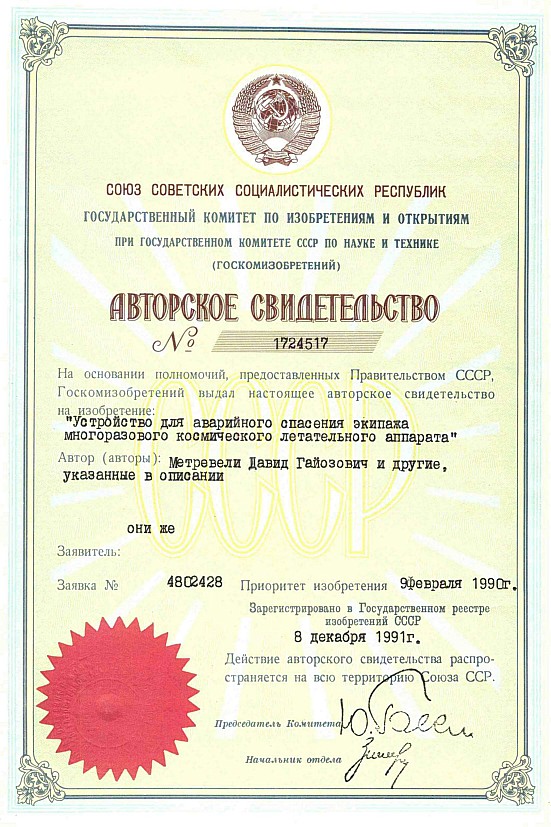 СОЮЗ СОВЕТСКИХ СОЦИАЛИСТИЧЕСКИХ РЕСПУБЛИК
ГОСУДАРСТВЕННЫЙ КОМИТЕТ ПО ИЗОБРЕТЕНИЯМ И ОТКРЫТИЯМ
ПРИ ГОСУДАРСТВЕННОМ КОМИТЕТЕ СССР ПО НАУКЕ И ТЕХНИКЕ
(ГОСКОМИЗОБРЕТЕНИЙ)
АВТОРСКОЕ СВИДЕТЕЛЬСТВО
№ 1724517
СССР
На основании полномочий, предоставленных Правительством СССР,
Госкомизобретений выдал настоящее авторское свидетельство
на изобретение:
"Устройство для аварийного спасения экипажа
многоразового космического летательного аппарата"
Автор (авторы): Метревели Давид Гайозович и другие,
указанные в описании
они же
Заявитель:
Заявка № 4802428 Приоритет изобретения 9февраля 1990г.
Зарегистрировано в Государственном реестре
изобретений СССР
8 декабря 1991г.
Действие авторского свидетельства распро-
страняется на всю территорию Союза ССР.
Председатель Комитета
Начальник отдела